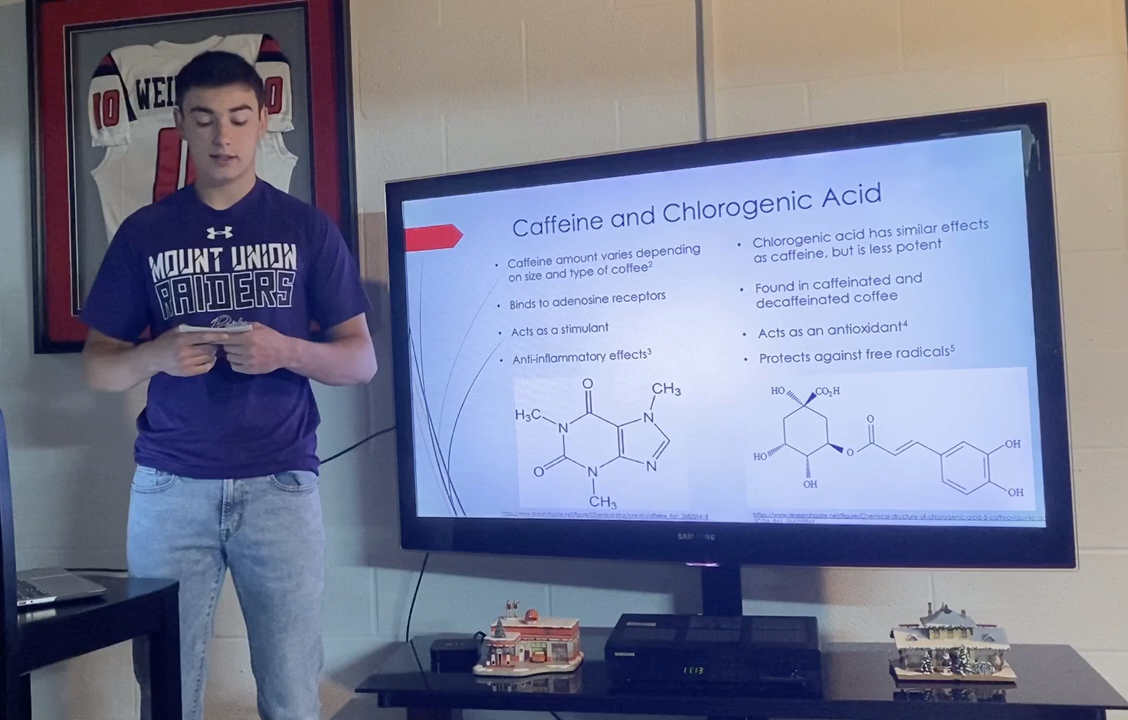 10
WEI
0
MOUNT UNION
RAIDERS
Caffeine and Chlorogenic Acid
• Caffeine amount varies depending
on size and type of coffee²
• Binds to adenosine receptors
• Acts as a stimulant
• Anti-inflammatory effects³
• Chlorogenic acid has similar effects
as caffeine, but is less potent
• Found in caffeinated and
decaffeinated coffee
• Acts as an antioxidant⁴
• Protects against free radicals⁵
O
CH₃
H₃C
N
N
O
N
N
CH₃
HO
CO₂H
O
HO
O
OH
OH
OH
SAMSUNG
SAMSUNG